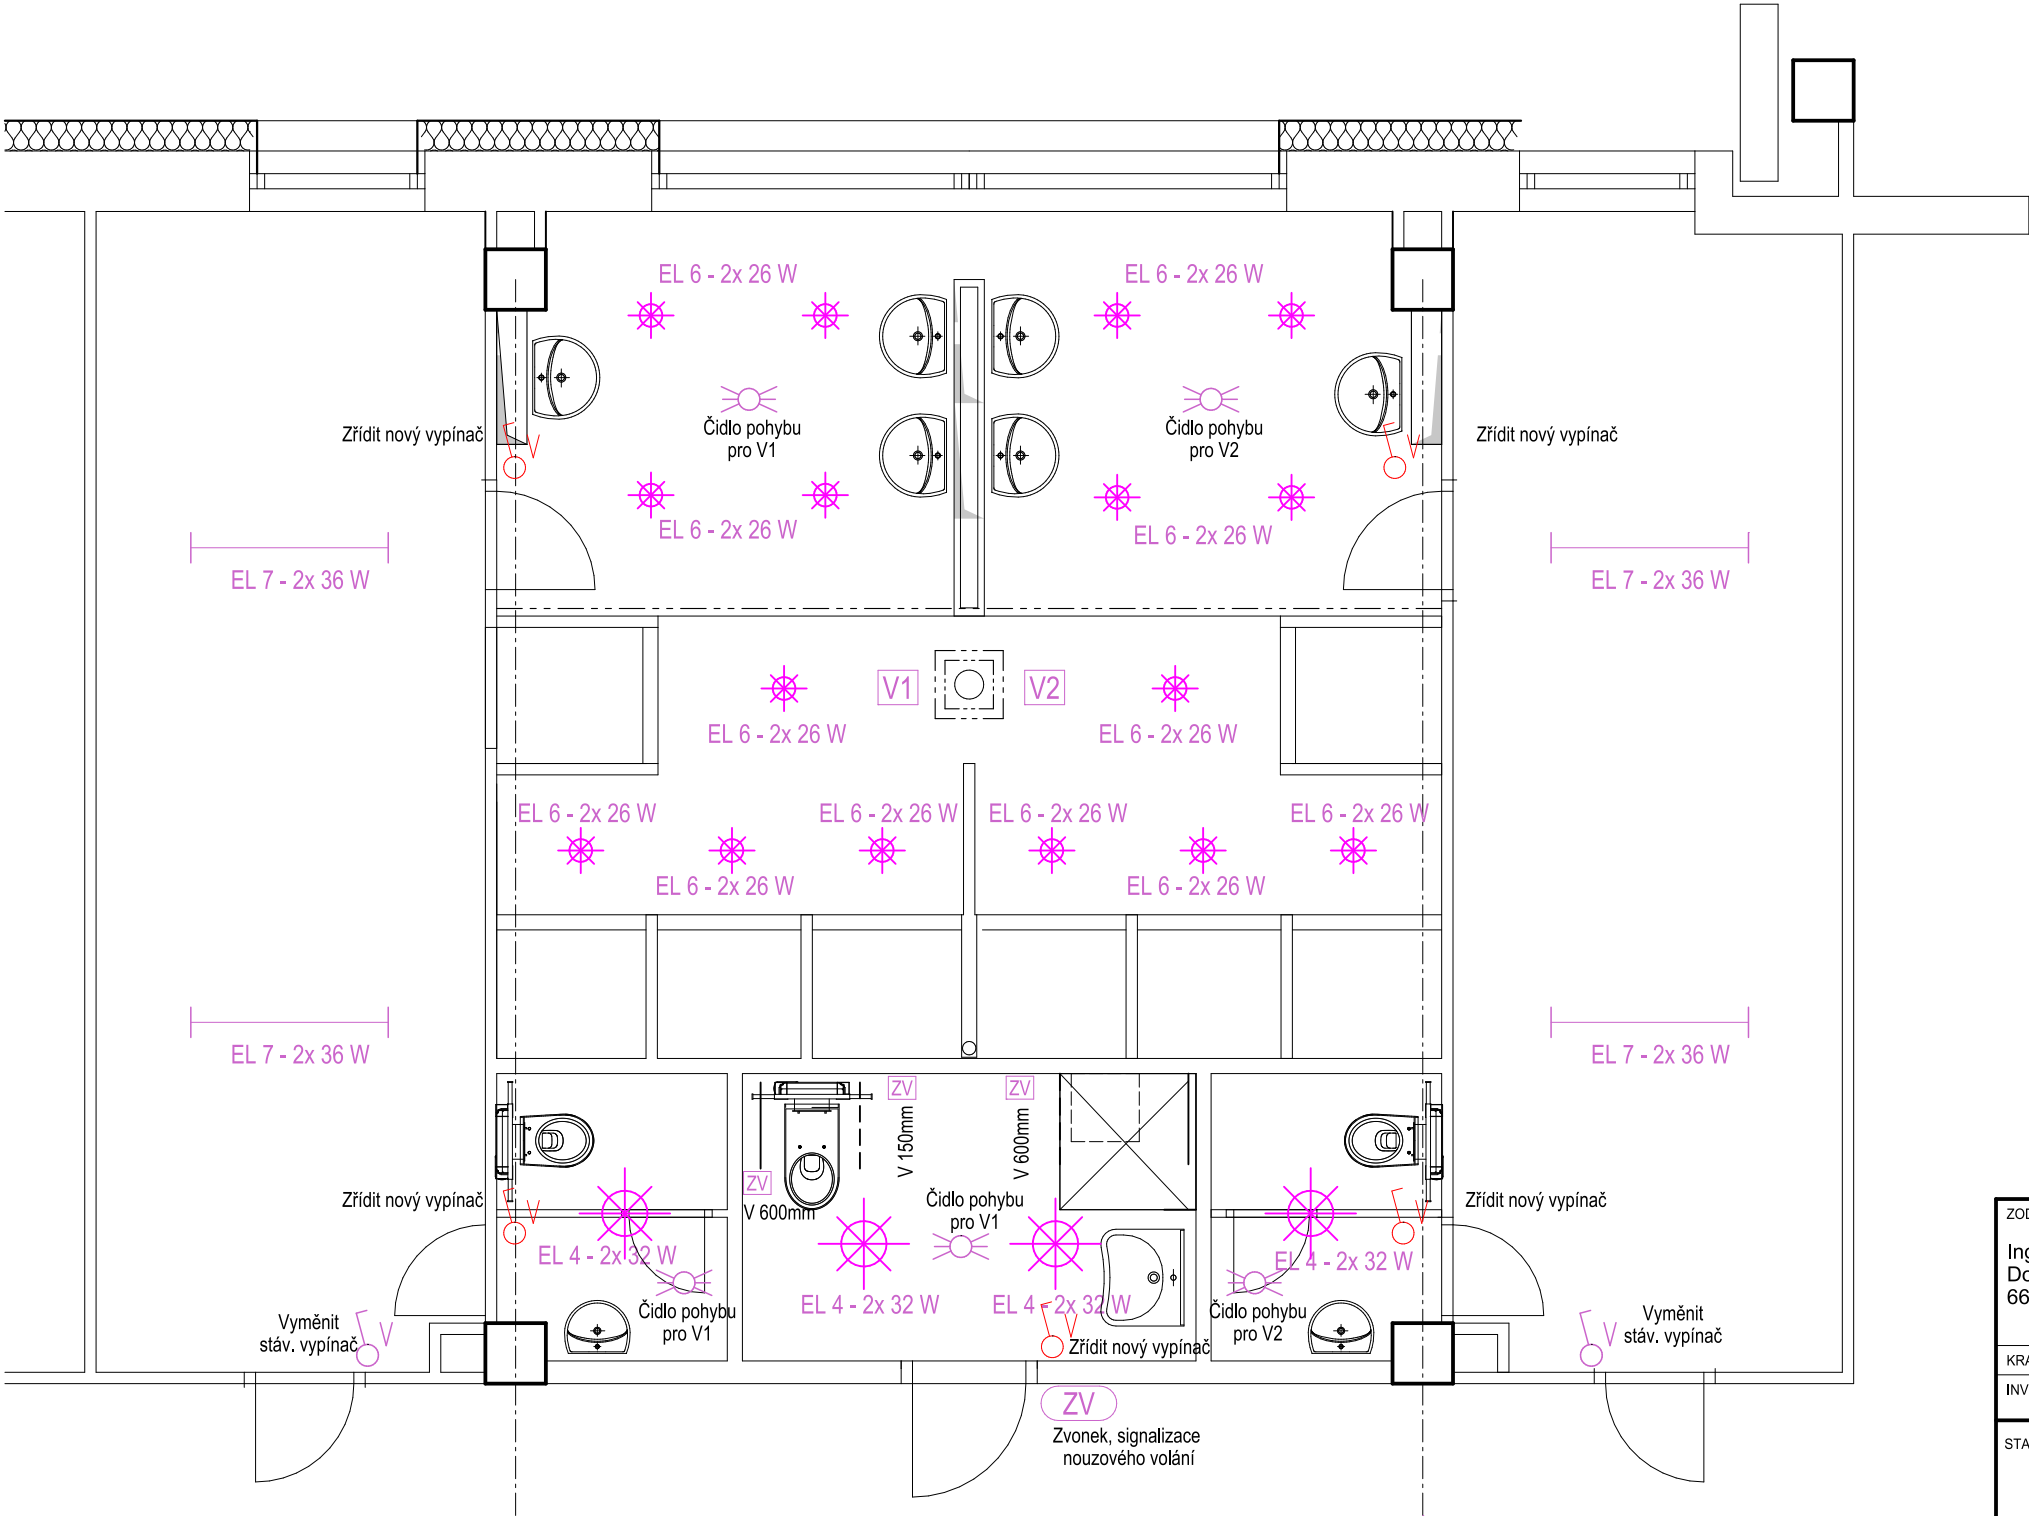 EL 6 - 2x 26 W
EL 6 - 2x 26 W
Čidlo pohybu
pro V1
Čidlo pohybu
pro V2
Zřídit nový vypínač
V
V
Zřídit nový vypínač
EL 6 - 2x 26 W
EL 6 - 2x 26 W
EL 7 - 2x 36 W
EL 7 - 2x 36 W
V1
V2
EL 6 - 2x 26 W
EL 6 - 2x 26 W
EL 6 - 2x 26 W
EL 6 - 2x 26 W
EL 6 - 2x 26 W
EL 6 - 2x 26 W
EL 6 - 2x 26 W
EL 6 - 2x 26 W
EL 7 - 2x 36 W
EL 7 - 2x 36 W
ZV
ZV
V 150mm
V 600mm
ZV
V 600mm
Zřídit nový vypínač
V
Čidlo pohybu
pro V1
V
Zřídit nový vypínač
EL 4 - 2x 32 W
EL 4 - 2x 32 W
EL 4 - 2x 32 W
EL 4 - 2x 32 W
Čidlo pohybu
pro V1
Čidlo pohybu
pro V2
Vyměnit
stáv. vypínač
V
V
Zřídit nový vypínač
V
Vyměnit
stáv. vypínač
ZV
Zvonek, signalizace
nouzového volání
ZOD
Ing
Do
66
KRA
INV
STA